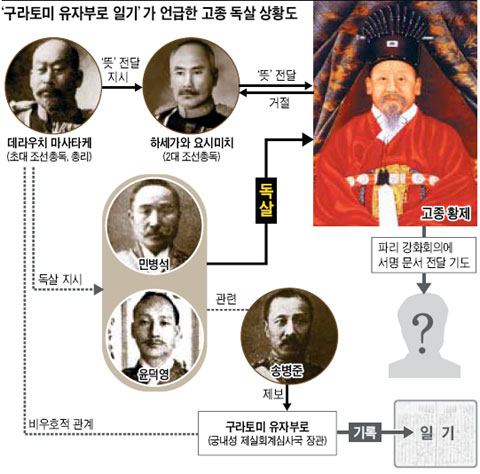 '구라토미 유자부로 일기'가 언급한 고종 독살 상황도
'뜻' 전달
지시
'뜻' 전달
거절
데라우치 마사타케
(초대 조선총독, 총리)
하세가와 요시미치
(2대 조선총독)
고종 황제
독살
민병석
파리 강화회의에
서명 문서 전달 기도
독살 지시
관련
?
윤덕영
송병준
제보
비우호적 관계
구라토미 유자부로
(궁내성 제실회계심사국 장관)
기록
일 기